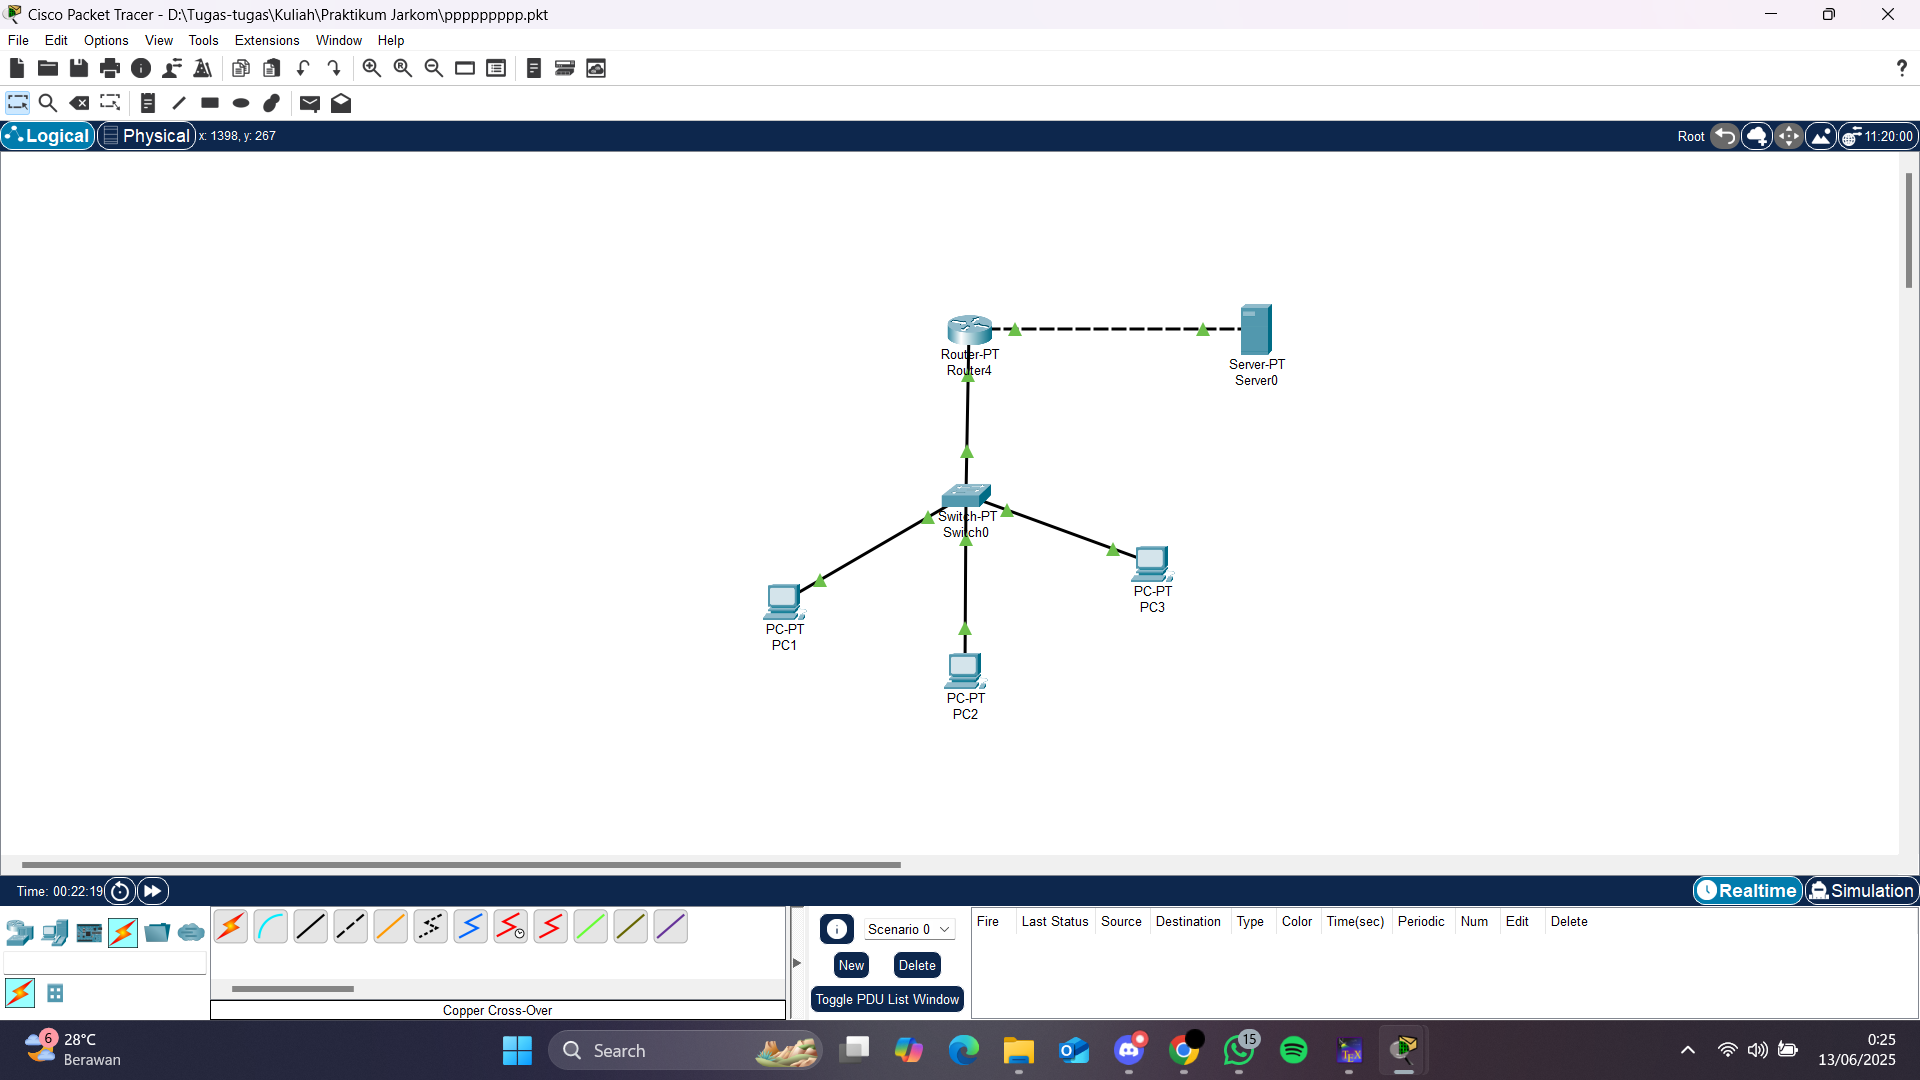 Cisco Packet Tracer - D:\Tugas-tugas\Kuliah\Praktikum Jarkom\pppppppppp.pkt
File Edit Options View Tools Extensions Window Help
?
Logical Physical x: 1398, y: 267 Root 11:20:00
Router-PT
Router4
Server-PT
Server0
Switch-PT
Switch0
PC-PT
PC3
PC-PT
PC1
PC-PT
PC2
Time: 00:22:19 Realtime Simulation
Scenario 0
New Delete
Toggle PDU List Window
Fire Last Status Source Destination Type Color Time(sec) Periodic Num Edit Delete
Copper Cross-Over
6 28°C
Berawan
Search
15
TEX
0:25
13/06/2025